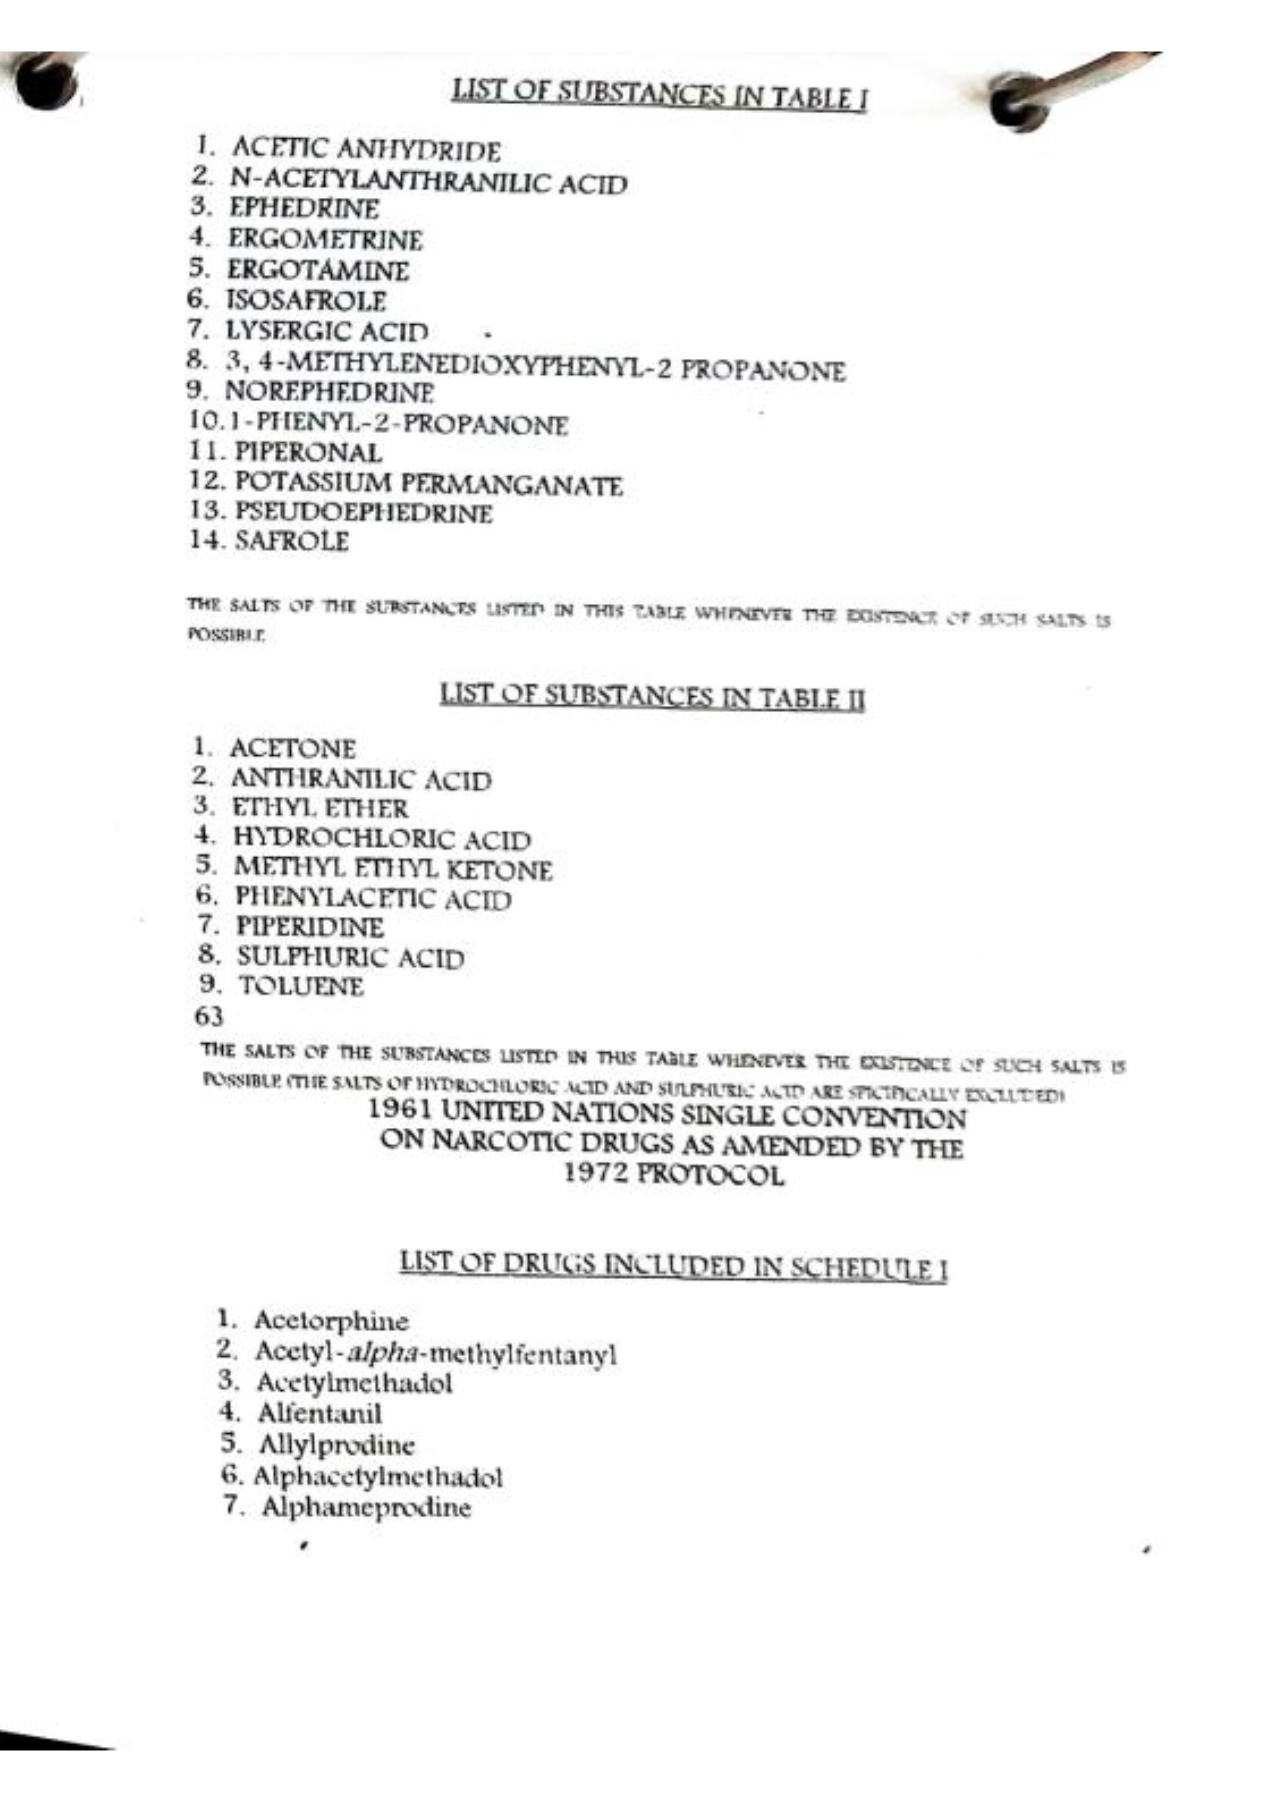 LIST OF SUBSTANCES IN TABLE I
1. ACETIC ANHYDRIDE
2. N-ACETYLANTHRANILIC ACID
3. EPHEDRINE
4. ERGOMETRINE
5. ERGOTAMINE
6. ISOSAFROLE
7. LYSERGIC ACID
8. 3, 4-METHYLENEDIOXYPHENYL-2 PROPANONE
9. NOREPHEDRINE
10. 1-PHENYL-2-PROPANONE
11. PIPERONAL
12. POTASSIUM PERMANGANATE
13. PSEUDOEPHEDRINE
14. SAFROLE
THE SALTS OF THE SUBSTANCES LISTED IN THIS TABLE WHENEVER THE EXISTENCE OF SUCH SALTS IS
POSSIBLE
LIST OF SUBSTANCES IN TABLE II
1. ACETONE
2. ANTHRANILIC ACID
3. ETHYL ETHER
4. HYDROCHLORIC ACID
5. METHYL ETHYL KETONE
6. PHENYLACETIC ACID
7. PIPERIDINE
8. SULPHURIC ACID
9. TOLUENE
63
THE SALTS OF THE SUBSTANCES LISTED IN THIS TABLE WHENEVER THE EXISTENCE OF SUCH SALTS IS
POSSIBLE (THE SALTS OF HYDROCHLORIC ACID AND SULPHURIC ACID ARE SPICIFICALLY EXCLUDED)
1961 UNITED NATIONS SINGLE CONVENTION
ON NARCOTIC DRUGS AS AMENDED BY THE
1972 PROTOCOL
LIST OF DRUGS INCLUDED IN SCHEDULE I
1. Acetorphine
2. Acetyl-alpha-methylfentanyl
3. Acetylmethadol
4. Alfentanil
5. Allylprodine
6. Alphacetylmethadol
7. Alphameprodine